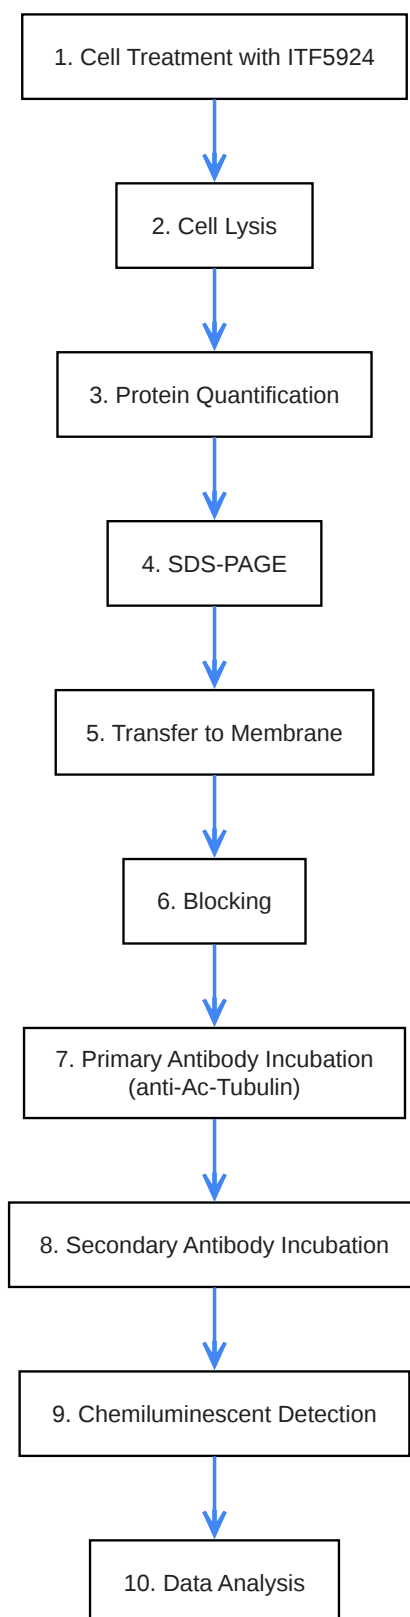 1. Cell Treatment with ITF5924
2. Cell Lysis
3. Protein Quantification
4. SDS-PAGE
5. Transfer to Membrane
6. Blocking
7. Primary Antibody Incubation
(anti-Ac-Tubulin)
8. Secondary Antibody Incubation
9. Chemiluminescent Detection
10. Data Analysis